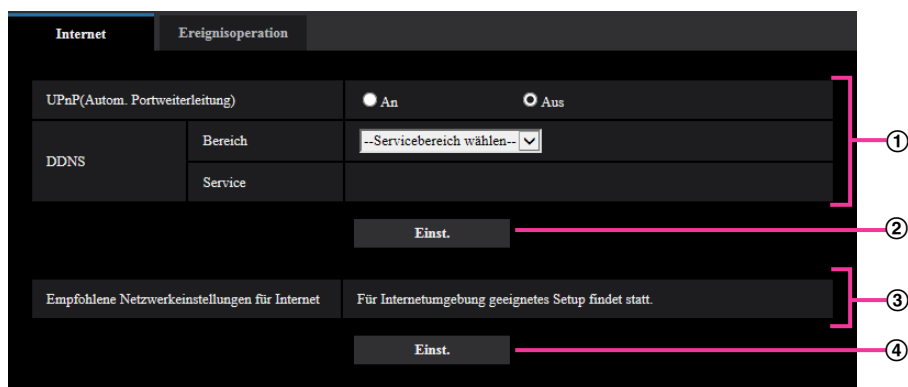 Internet Ereignisoperation
UPnP(Autom. Portweiterleitung) An Aus
DDNS Bereich --Servicebereich wählen--
Service
①
Einst. ②
Empfohlene Netzwerkeinstellungen für Internet Für Internetumgebung geeignetes Setup findet statt. ③
Einst. ④